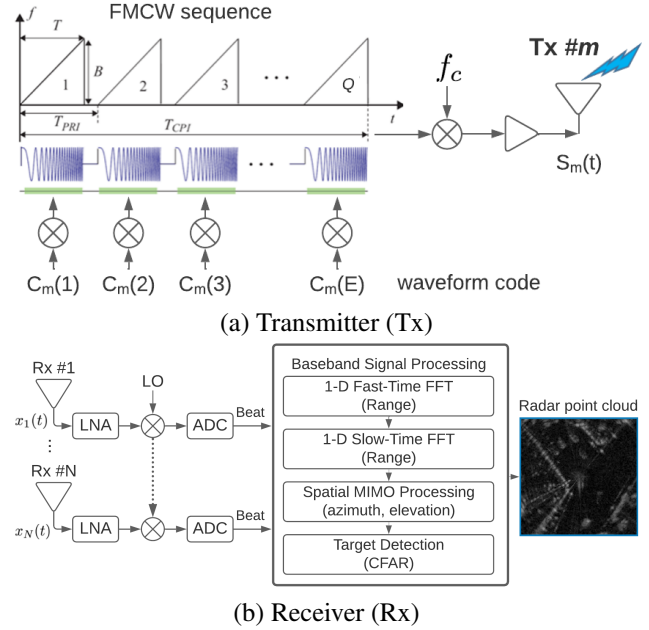 FMCW sequence
f
T
1
B
2
3
...
Q
T_PRI
T_CPI
t
f_c
Tx #m
S_m(t)
...
C_m(1)
C_m(2)
C_m(3)
C_m(E)
waveform code
(a) Transmitter (Tx)
Rx #1
LO
x_1(t)
LNA
ADC
Beat
⋮
Rx #N
x_N(t)
LNA
ADC
Beat
Baseband Signal Processing
1-D Fast-Time FFT
(Range)
1-D Slow-Time FFT
(Range)
Spatial MIMO Processing
(azimuth, elevation)
Target Detection
(CFAR)
Radar point cloud
(b) Receiver (Rx)